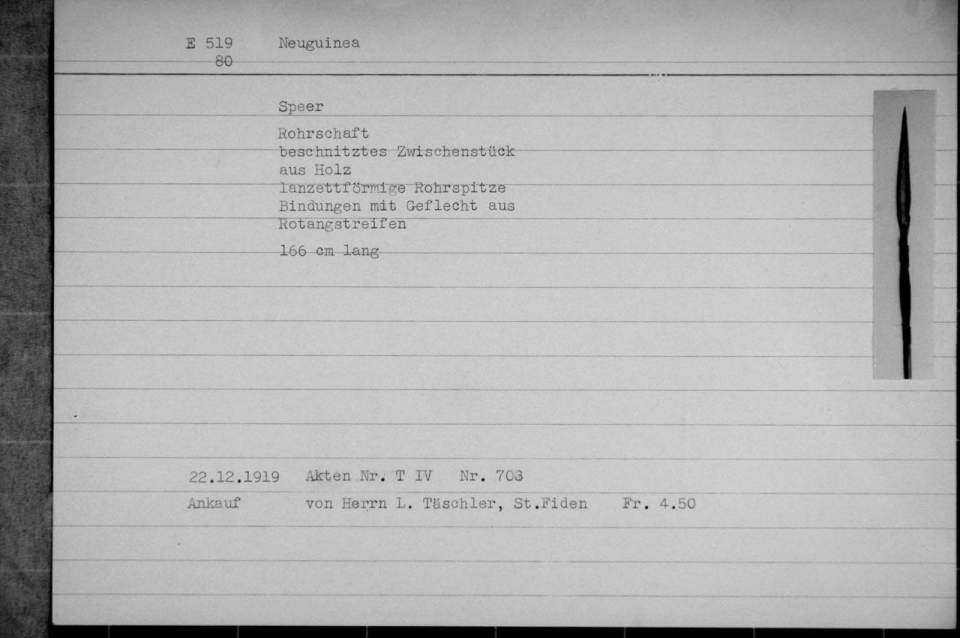 E 519 Neuguinea
80
Speer
Rohrschaft
beschnitztes Zwischenstück
aus Holz
lanzettförmige Rohrspitze
Bindungen mit Geflecht aus
Rotangstreifen
166 cm lang
22.12.1919 Akten Nr. T IV Nr. 703
Ankauf von Herrn L. Täschler, St.Fiden Fr. 4.50